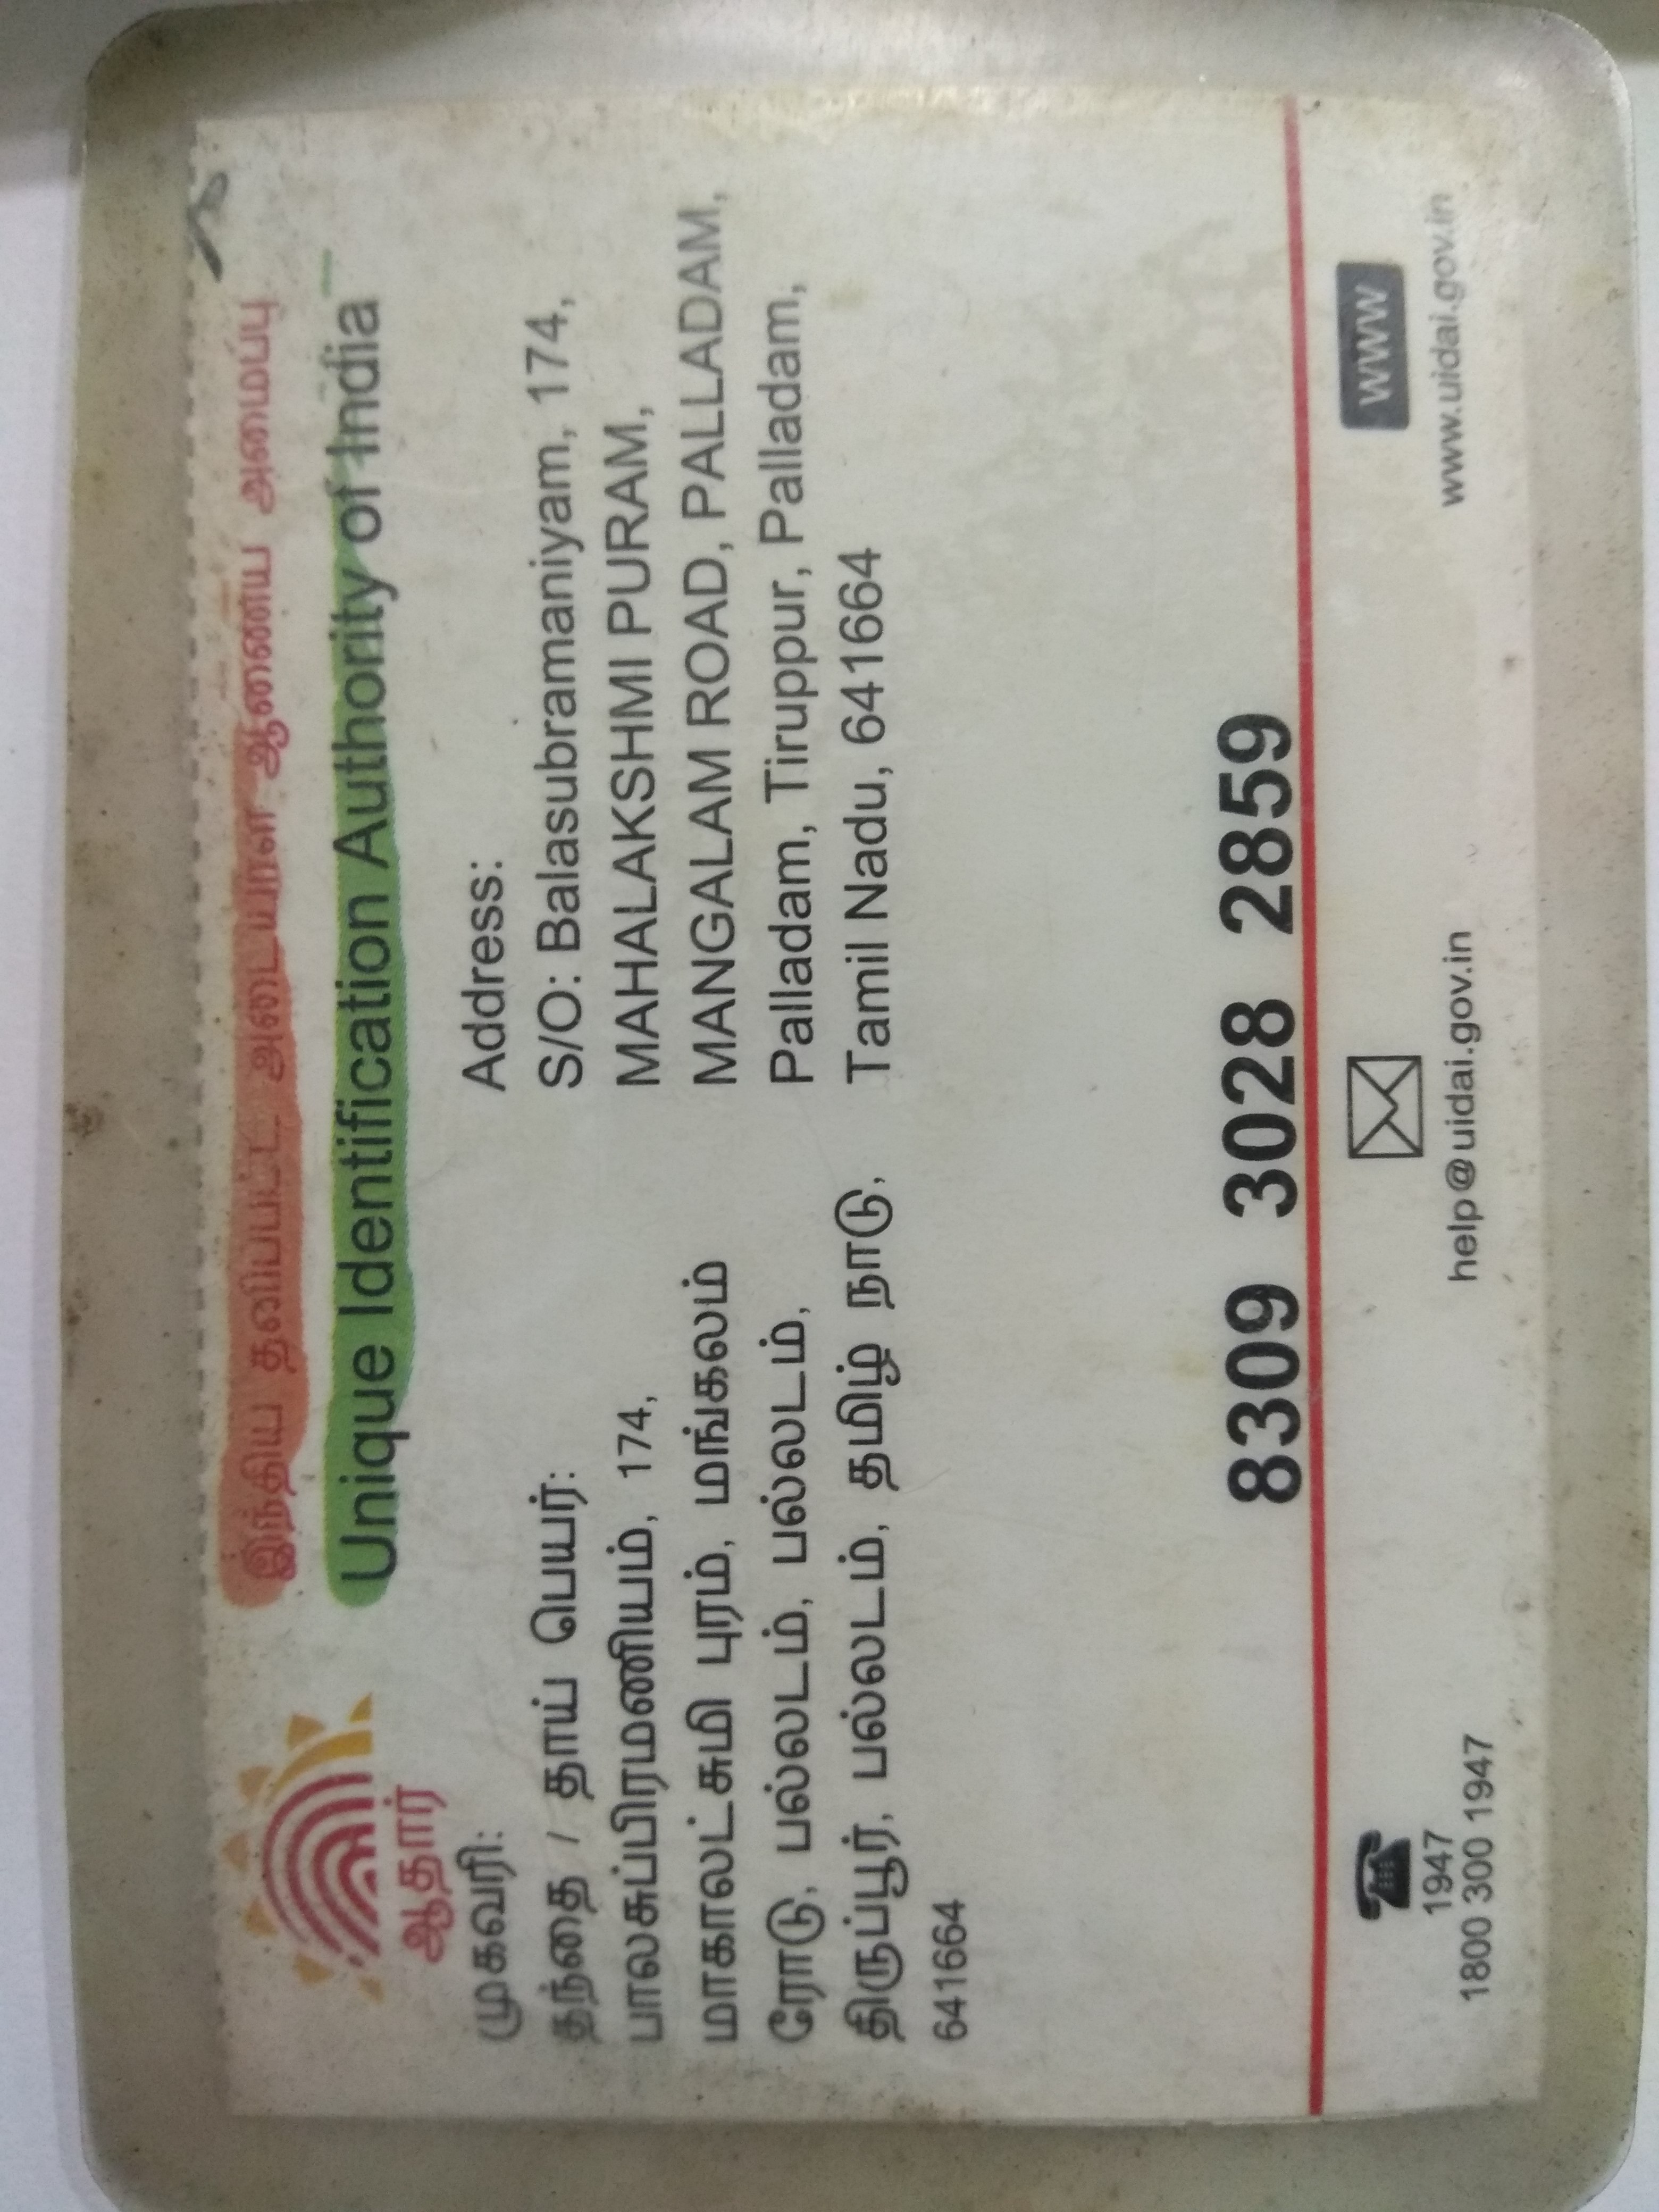 இந்திய தனிப்பட்ட அடையாள ஆணைய அமைப்பு
Unique Identification Authority of India
ஆதார்
முகவரி:
தந்தை / தாய் பெயர்:
பாலசுப்பிரமணியம், 174,
மாகாலட்சுமி புரம், மங்கலம்
ரோடு, பல்லடம், பல்லடம்,
திருப்பூர், பல்லடம், தமிழ் நாடு,
641664
Address:
S/O: Balasubramaniyam, 174,
MAHALAKSHMI PURAM,
MANGALAM ROAD, PALLADAM,
Palladam, Tiruppur, Palladam,
Tamil Nadu, 641664
8309 3028 2859
1947
1800 300 1947
help@uidai.gov.in
WWW
www.uidai.gov.in